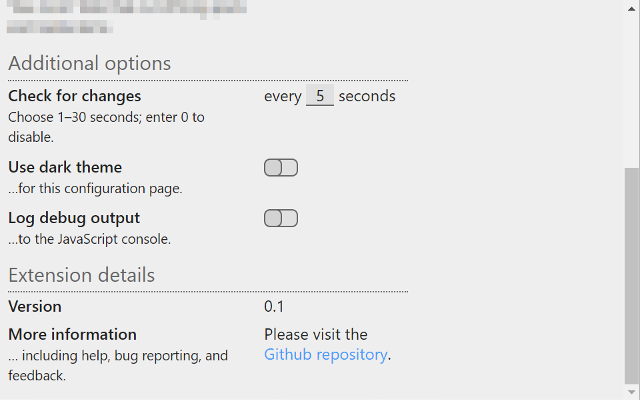 Additional options
Check for changes
every 5 seconds
Choose 1–30 seconds; enter 0 to
disable.
Use dark theme
...for this configuration page.
Log debug output
...to the JavaScript console.
Extension details
Version
0.1
More information
Please visit the
... including help, bug reporting, and
Github repository.
feedback.